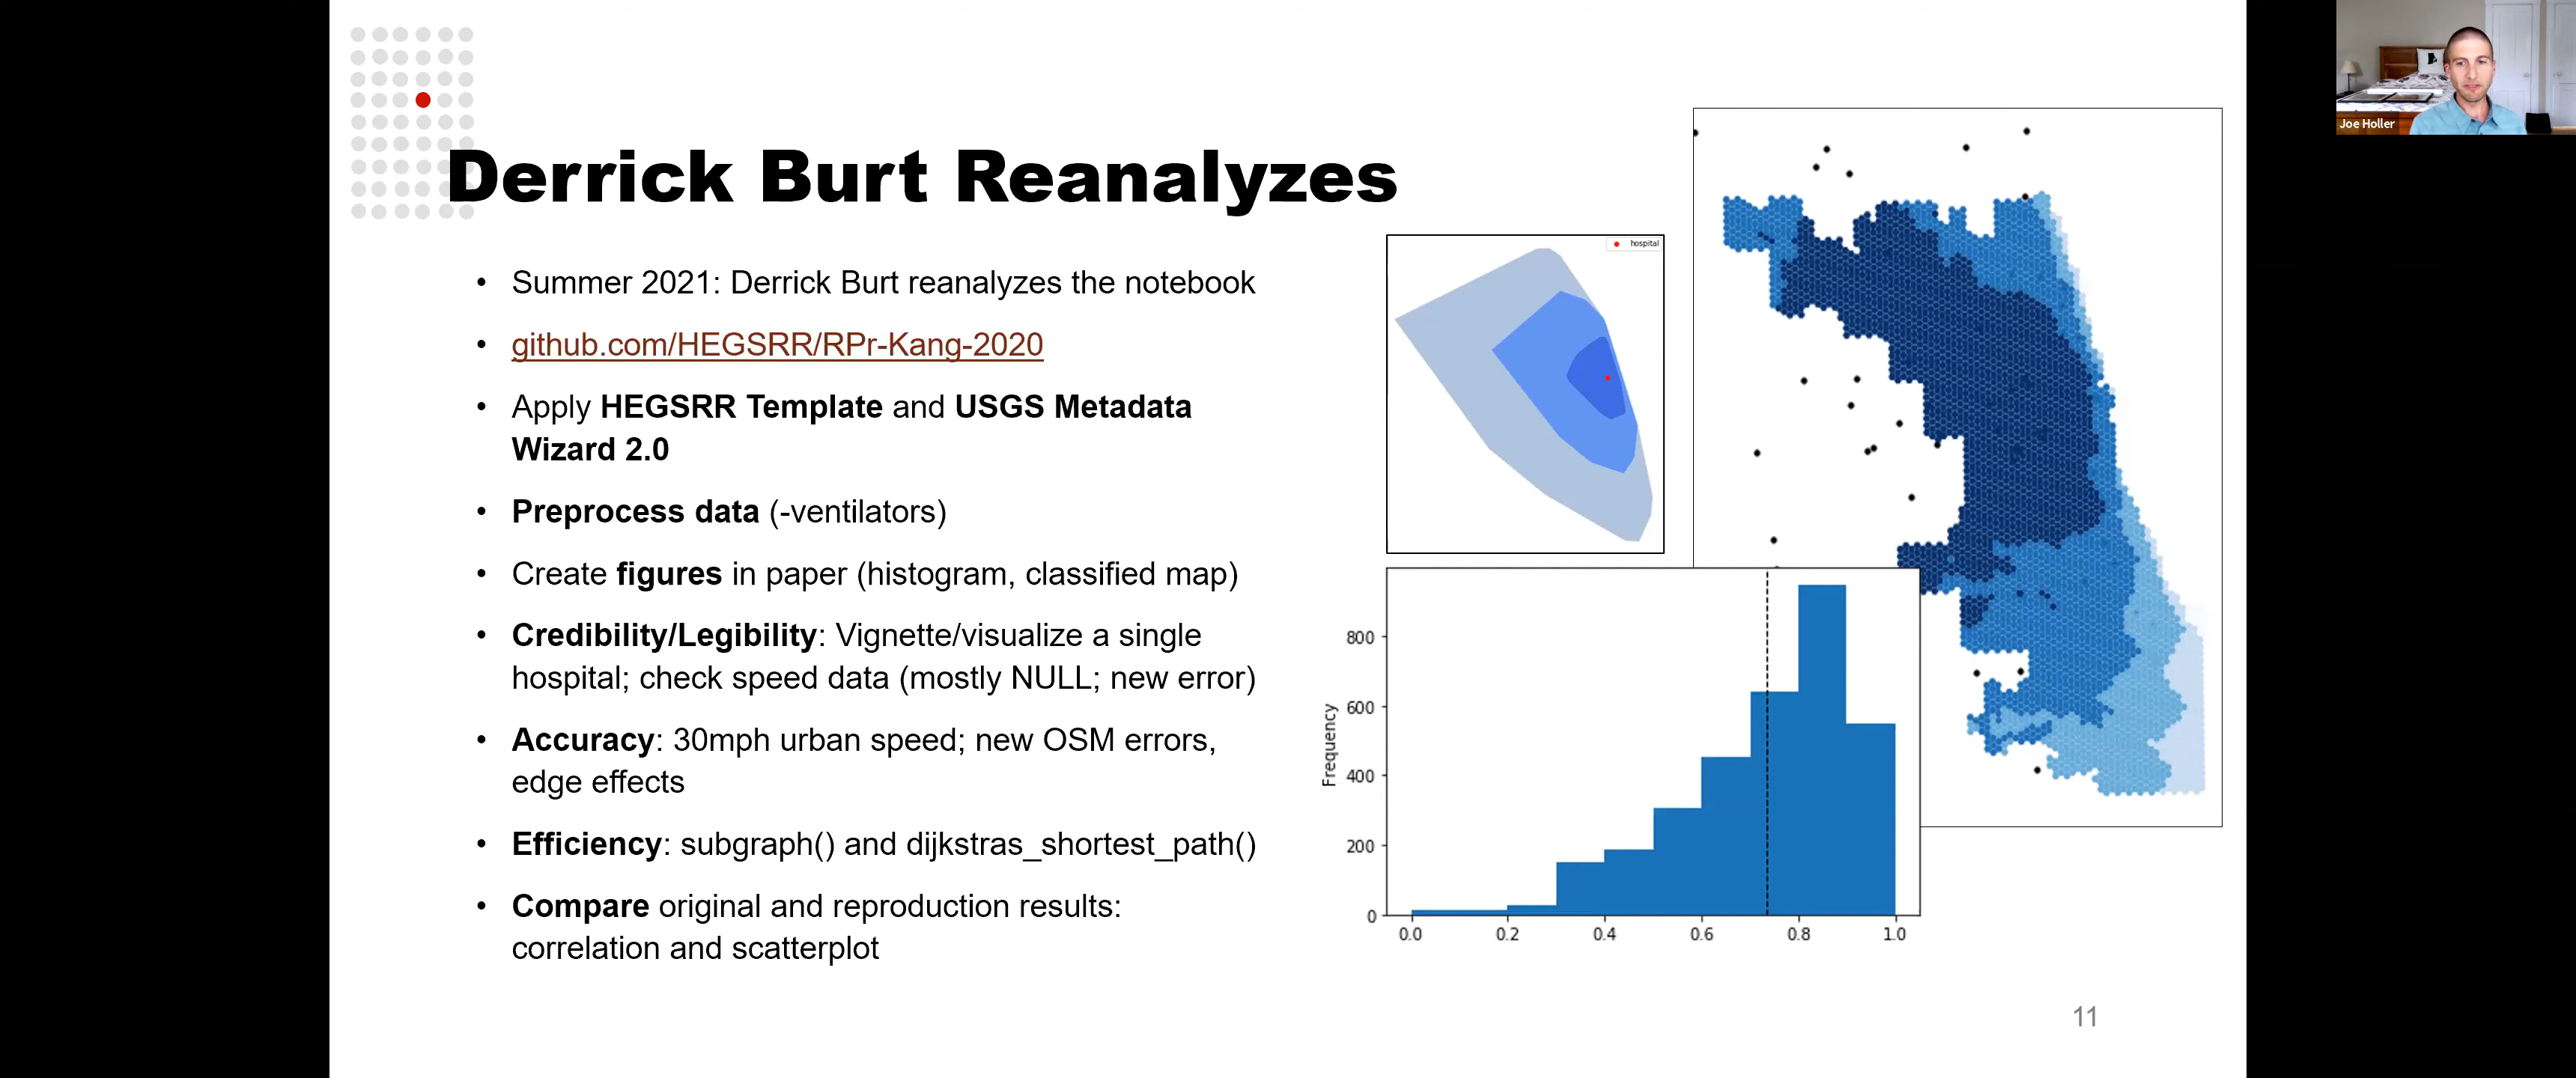 Joe Holler
Derrick Burt Reanalyzes
• Summer 2021: Derrick Burt reanalyzes the notebook
• github.com/HEGSRR/RPr-Kang-2020
• Apply HEGSRR Template and USGS Metadata
Wizard 2.0
• Preprocess data (-ventilators)
• Create figures in paper (histogram, classified map)
• Credibility/Legibility: Vignette/visualize a single
hospital; check speed data (mostly NULL; new error)
• Accuracy: 30mph urban speed; new OSM errors,
edge effects
• Efficiency: subgraph() and dijkstras_shortest_path()
• Compare original and reproduction results:
correlation and scatterplot
hospital
Frequency
800
600
400
200
0
0.0 0.2 0.4 0.6 0.8 1.0
11